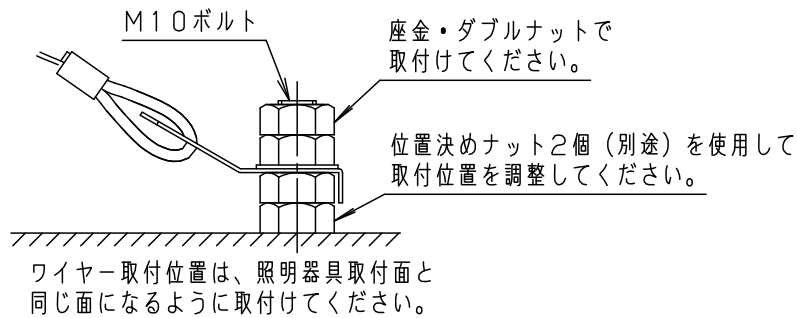 M10ボルト
座金・ダブルナットで
取付けてください。
位置決めナット2個（別途）を使用して
取付位置を調整してください。
ワイヤー取付位置は、照明器具取付面と
同じ面になるように取付けてください。